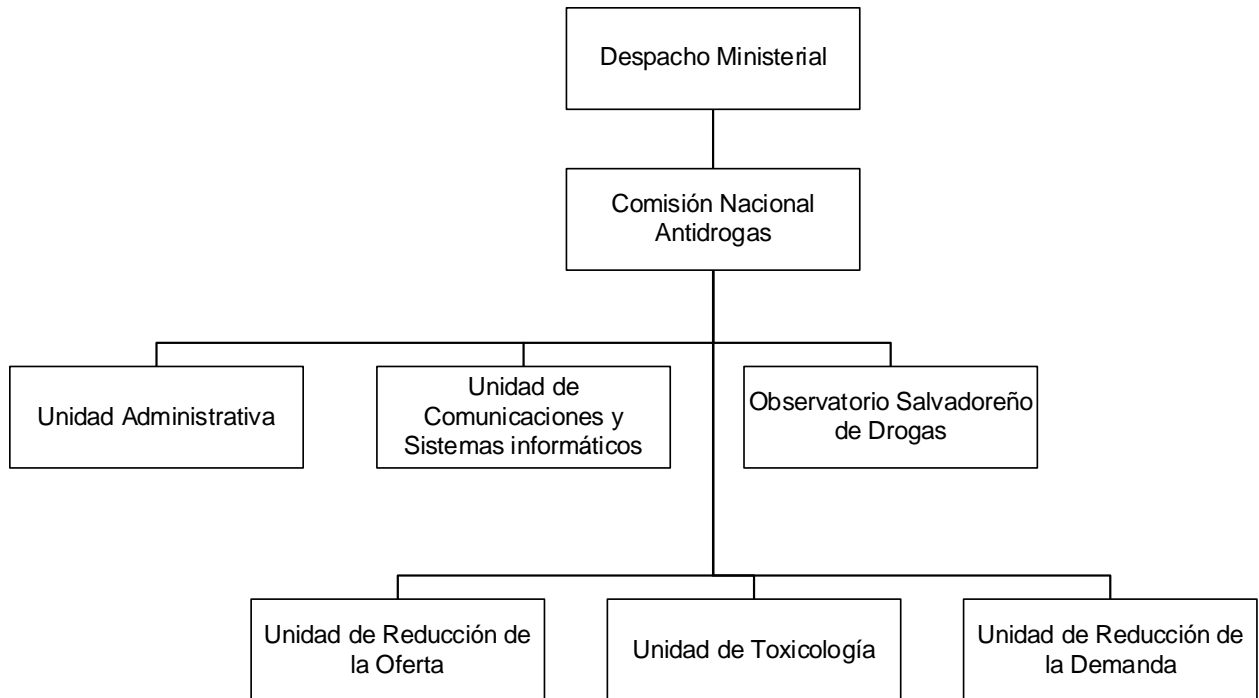 Despacho Ministerial
Comisión Nacional
Antidrogas
Unidad Administrativa
Unidad de
Comunicaciones y
Sistemas informáticos
Observatorio Salvadoreño
de Drogas
Unidad de Reducción de
la Oferta
Unidad de Toxicología
Unidad de Reducción de
la Demanda